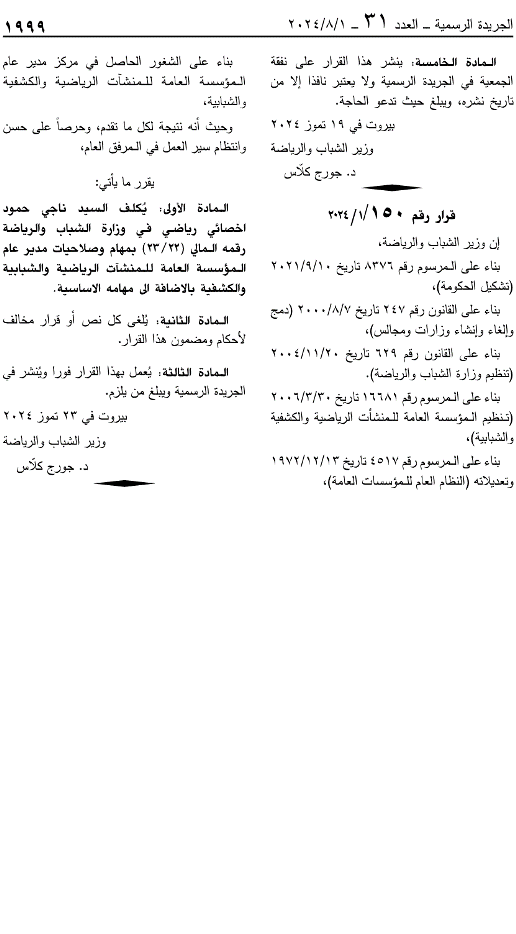 الجريدة الرسمية ــ العدد ٣١ ــ ٢٠٢٤/٨/١
١٩٩٩
المادة الخامسة: ينشر هذا القرار على نفقة
الجمعية في الجريدة الرسمية ولا يعتبر نافذا إلا من
تاريخ نشره، ويبلغ حيث تدعو الحاجة.
بيروت في ١٩ تموز ٢٠٢٤
وزير الشباب والرياضة
د. جورج كلّاس
قرار رقم ٢٠٢٤/١/١٥٠
إن وزير الشباب والرياضة،
بناء على المرسوم رقم ٨٣٧٦ تاريخ ٢٠٢١/٩/١٠
(تشكيل الحكومة)،
بناء على القانون رقم ٢٤٧ تاريخ ٢٠٠٠/٨/٧ (دمج
وإلغاء وإنشاء وزارات ومجالس)،
بناء على القانون رقم ٦٢٩ تاريخ ٢٠٠٤/١١/٢٠
(تنظيم وزارة الشباب والرياضة).
بناء على المرسوم رقم ١٦٦٨١ تاريخ ٢٠٠٦/٣/٣٠
(تنظيم المؤسسة العامة للمنشأت الرياضية والكشفية
والشبابية)،
بناء على المرسوم رقم ٤٥١٧ تاريخ ١٩٧٢/١٢/١٣
وتعديلاته (النظام العام للمؤسسات العامة)،
بناء على الشغور الحاصل في مركز مدير عام
المؤسسة العامة للمنشآت الرياضية والكشفية
والشبابية،
وحيث أنه نتيجة لكل ما تقدم، وحرصاً على حسن
وانتظام سير العمل في المرفق العام،
يقرر ما يأتي:
المادة الأولى: يُكلف السيد ناجي حمود
اخصائي رياضي في وزارة الشباب والرياضة
رقمه المالي (٢٣/٢٢) بمهام وصلاحيات مدير عام
المؤسسة العامة للمنشآت الرياضية والشبابية
والكشفية بالاضافة الى مهامه الاساسية.
المادة الثانية: يُلغى كل نص أو قرار مخالف
لأحكام ومضمون هذا القرار.
المادة الثالثة: يُعمل بهذا القرار فورا ويُنشر في
الجريدة الرسمية ويبلغ من يلزم.
بيروت في ٢٣ تموز ٢٠٢٤
وزير الشباب والرياضة
د. جورج كلّاس